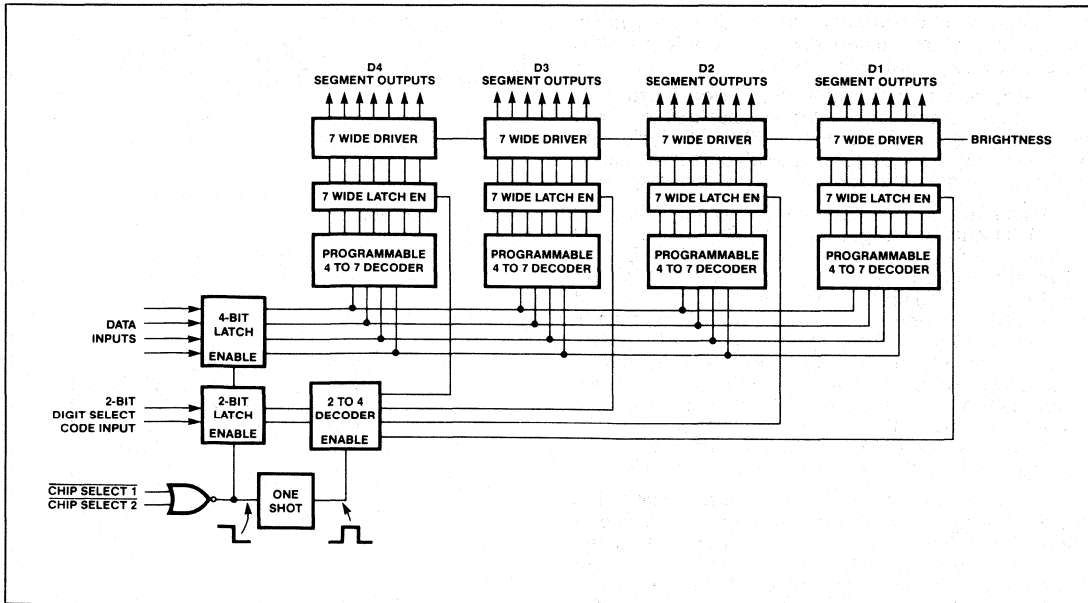 D4
SEGMENT OUTPUTS
D3
SEGMENT OUTPUTS
D2
SEGMENT OUTPUTS
D1
SEGMENT OUTPUTS
7 WIDE DRIVER
7 WIDE DRIVER
7 WIDE DRIVER
7 WIDE DRIVER
BRIGHTNESS
7 WIDE LATCH EN
7 WIDE LATCH EN
7 WIDE LATCH EN
7 WIDE LATCH EN
PROGRAMMABLE
4 TO 7 DECODER
PROGRAMMABLE
4 TO 7 DECODER
PROGRAMMABLE
4 TO 7 DECODER
PROGRAMMABLE
4 TO 7 DECODER
DATA
INPUTS
4-BIT
LATCH
ENABLE
2-BIT
DIGIT SELECT
CODE INPUT
2-BIT
LATCH
ENABLE
2 TO 4
DECODER
ENABLE
CHIP SELECT 1
CHIP SELECT 2
ONE
SHOT